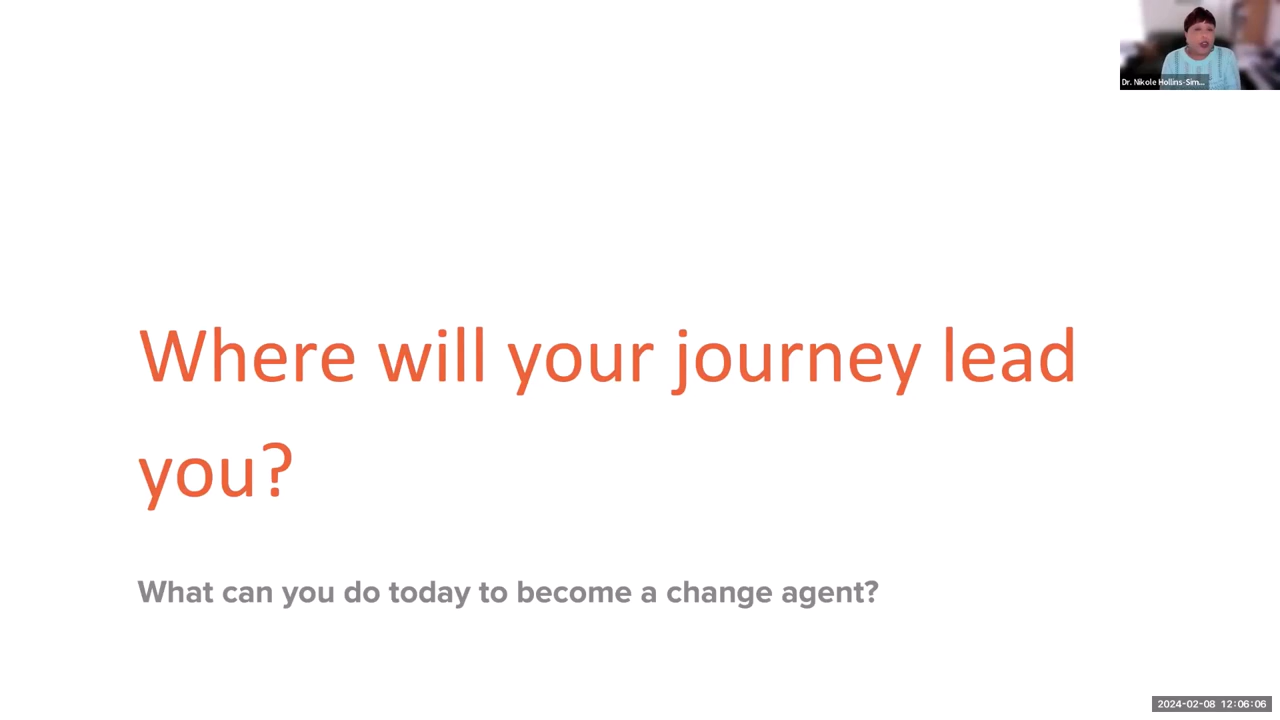 Dr. Nikole Hollins-Sim...
Where will your journey lead
you?
What can you do today to become a change agent?
2024-02-08 12:06:06